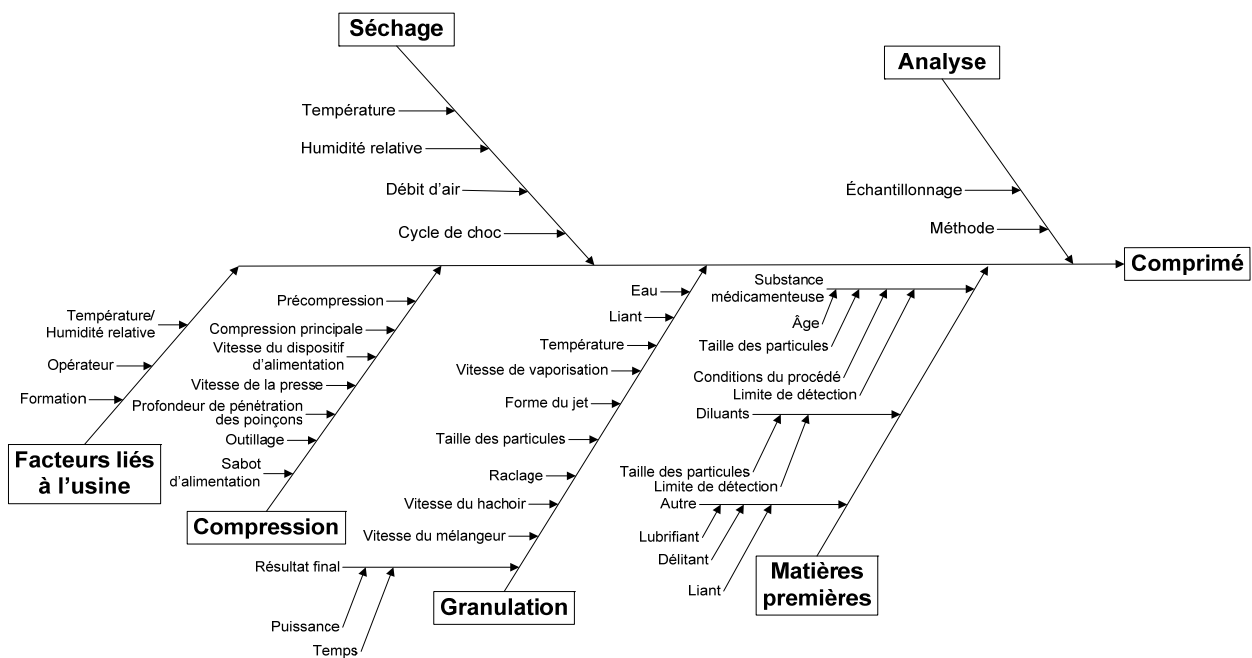 Séchage
Température
Humidité relative
Débit d’air
Cycle de choc
Analyse
Échantillonnage
Méthode
Comprimé
Température/
Humidité relative
Opérateur
Formation
Facteurs liés
à l’usine
Précompression
Compression principale
Vitesse du dispositif
d’alimentation
Vitesse de la presse
Profondeur de pénétration
des poinçons
Outillage
Sabot
d’alimentation
Compression
Eau
Liant
Température
Vitesse de vaporisation
Forme du jet
Taille des particules
Raclage
Vitesse du hachoir
Vitesse du mélangeur
Résultat final
Puissance
Temps
Granulation
Substance
médicamenteuse
Âge
Taille des particules
Conditions du procédé
Limite de détection
Diluants
Taille des particules
Limite de détection
Autre
Lubrifiant
Délitant
Liant
Matières
premières